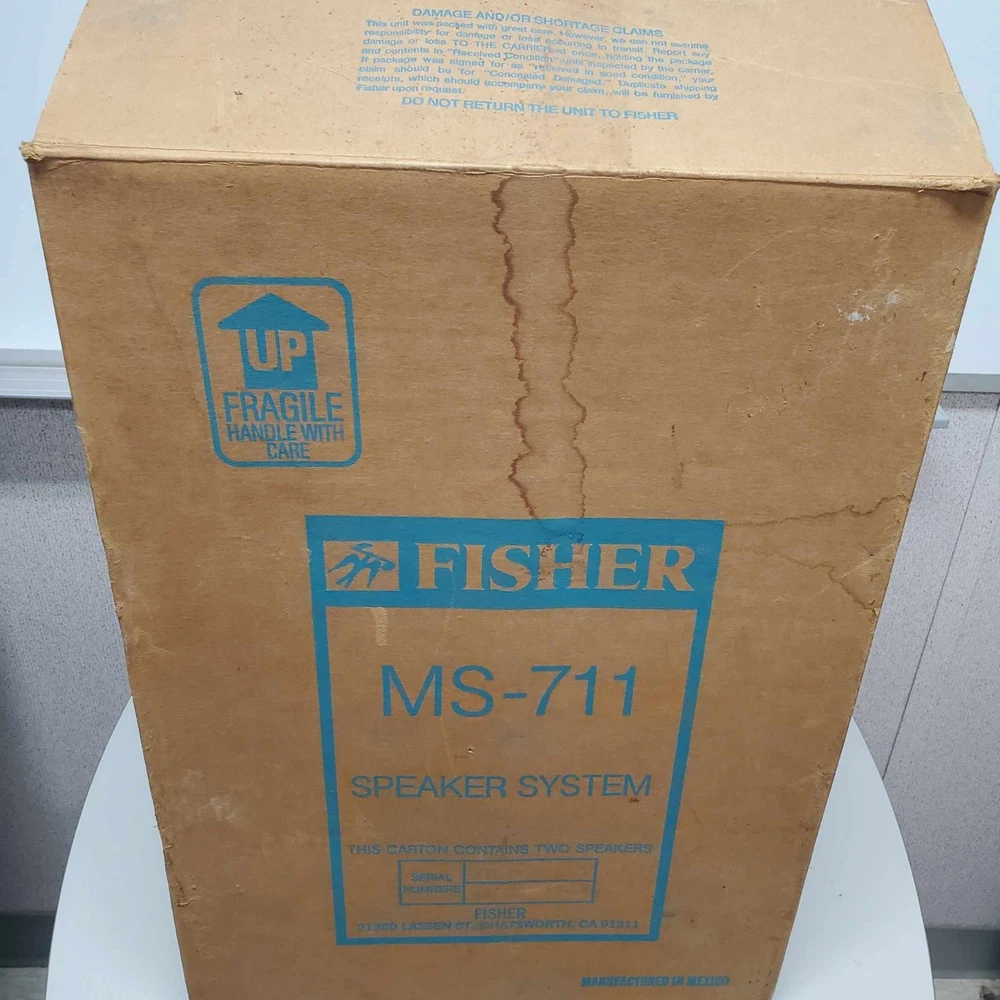 DAMAGE AND/OR SHORTAGE CLAIMS
This unit was packed with great care. However, we can not assume
responsibility for damage or loss occuring in transit. Report any
damage or loss TO THE CARRIER at once, holding the package
and contents in "Received Condition" until inspected by the carrier.
If package was signed for as "received in good condition," your
claim should be for "Concealed Damaged." Duplicate shipping
receipts, which should accompany your claim, will be furnished by
Fisher upon request.
DO NOT RETURN THE UNIT TO FISHER
UP
FRAGILE
HANDLE WITH
CARE
FISHER
MS-711
SPEAKER SYSTEM
THIS CARTON CONTAINS TWO SPEAKERS
SERIAL
NUMBERS
FISHER
21350 LASSEN ST., CHATSWORTH, CA 91311
MANUFACTURED IN MEXICO